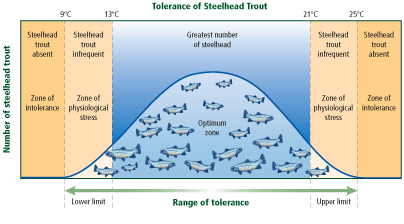 Tolerance of Steelhead Trout
9°C
13°C
21°C
25°C
Steelhead
trout
absent
Steelhead
trout
infrequent
Greatest number
of steelhead
Steelhead
trout
infrequent
Steelhead
trout
absent
Number of steelhead trout
Zone of
intolerance
Zone of
physiological
stress
Optimum
zone
Zone of
physiological
stress
Zone of
intolerance
Lower limit
Range of tolerance
Upper limit